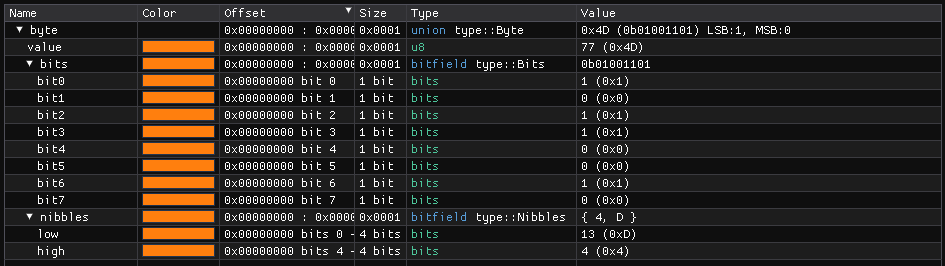 Name Color Offset Size Type Value
byte 0x00000000 : 0x0000 0x0001 union type::Byte 0x4D (0b01001101) LSB:1, MSB:0
value 0x00000000 : 0x0000 0x0001 u8 77 (0x4D)
bits 0x00000000 : 0x0000 0x0001 bitfield type::Bits 0b01001101
bit0 0x00000000 bit 0 1 bit bits 1 (0x1)
bit1 0x00000000 bit 1 1 bit bits 0 (0x0)
bit2 0x00000000 bit 2 1 bit bits 1 (0x1)
bit3 0x00000000 bit 3 1 bit bits 1 (0x1)
bit4 0x00000000 bit 4 1 bit bits 0 (0x0)
bit5 0x00000000 bit 5 1 bit bits 0 (0x0)
bit6 0x00000000 bit 6 1 bit bits 1 (0x1)
bit7 0x00000000 bit 7 1 bit bits 0 (0x0)
nibbles 0x00000000 : 0x0000 0x0001 bitfield type::Nibbles { 4, D }
low 0x00000000 bits 0 - 4 bits bits 13 (0xD)
high 0x00000000 bits 4 - 4 bits bits 4 (0x4)